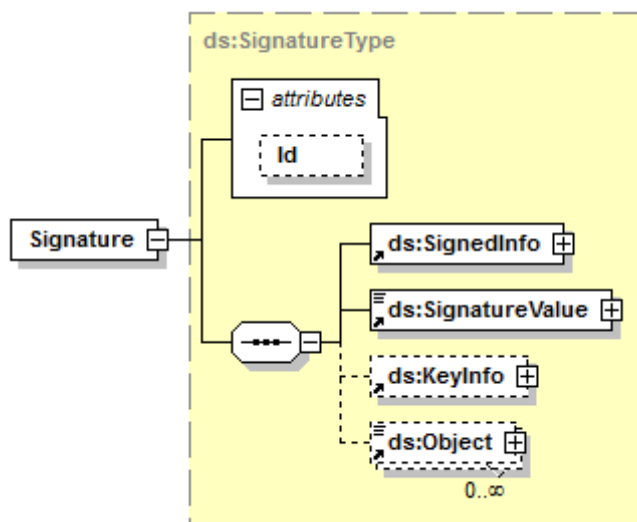 ds:SignatureType
attributes
Id
Signature
ds:SignedInfo
ds:SignatureValue
ds:KeyInfo
ds:Object
0..∞